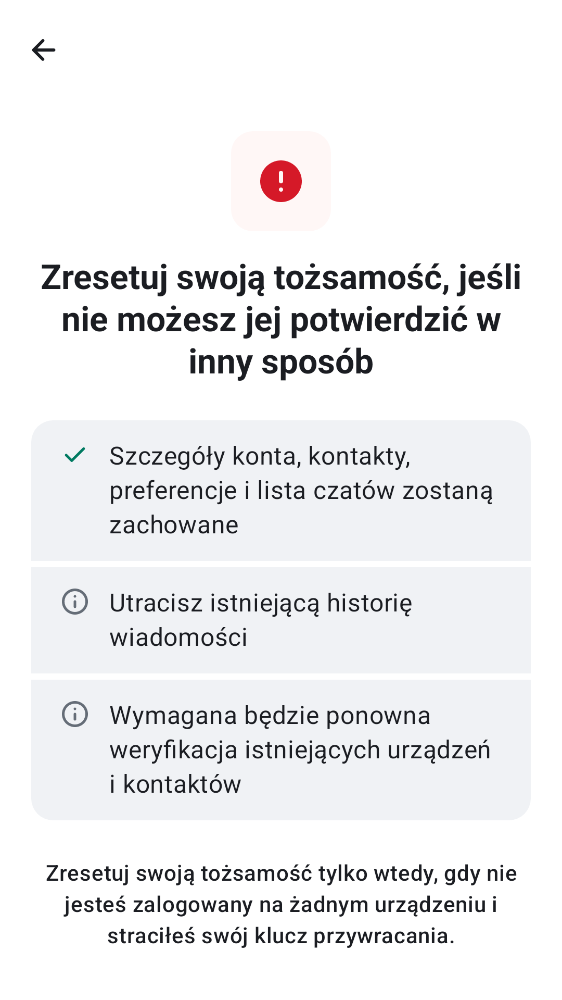 Zresetuj swoją tożsamość, jeśli
nie możesz jej potwierdzić w
inny sposób
Szczegóły konta, kontakty,
preferencje i lista czatów zostaną
zachowane
Utracisz istniejącą historię
wiadomości
Wymagana będzie ponowna
weryfikacja istniejących urządzeń
i kontaktów
Zresetuj swoją tożsamość tylko wtedy, gdy nie
jesteś zalogowany na żadnym urządzeniu i
straciłeś swój klucz przywracania.